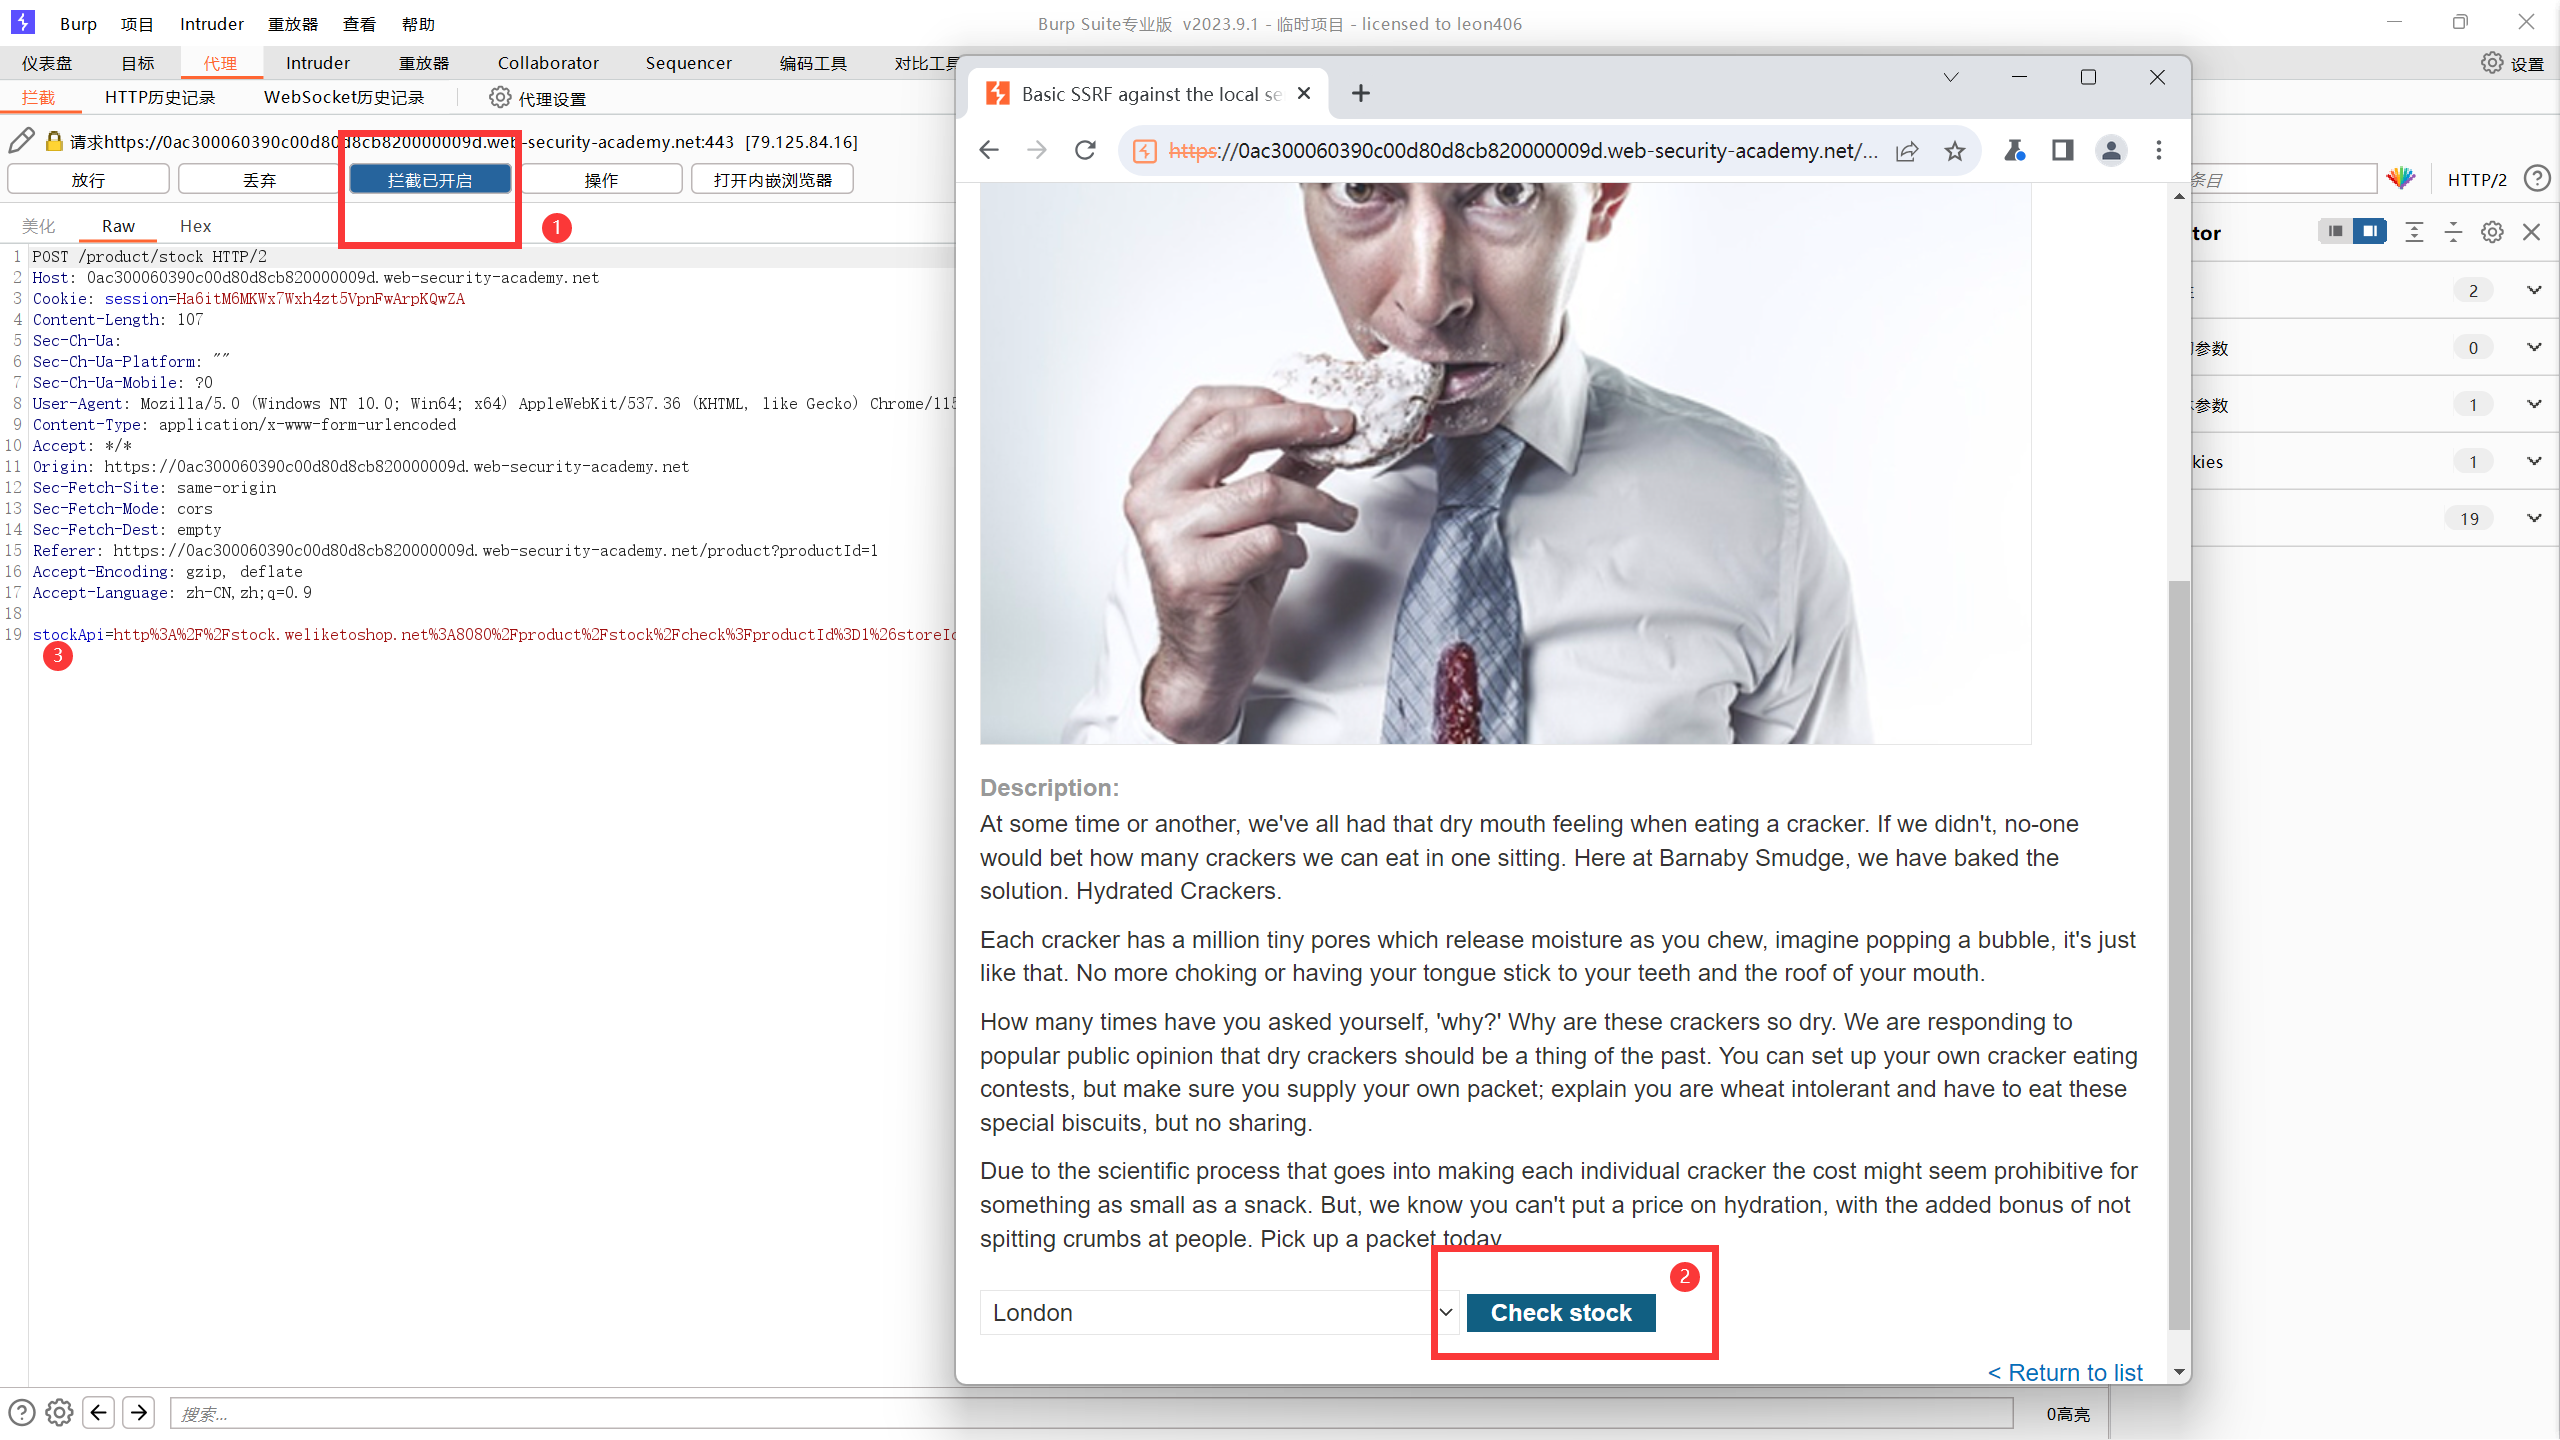 Burp 项目 Intruder 重放器 查看 帮助
Burp Suite专业版 v2023.9.1 - 临时项目 - licensed to leon406
仪表盘 目标 代理 Intruder 重放器 Collaborator Sequencer 编码工具 对比工具 设置
拦截 HTTP历史记录 WebSocket历史记录 代理设置
请求https://0ac300060390c00d80d8cb820000009d.web-security-academy.net:443 [79.125.84.16]
放行 丢弃 拦截已开启 操作 打开内嵌浏览器
条目 HTTP/2
1
美化 Raw Hex
1 POST /product/stock HTTP/2
2 Host: 0ac300060390c00d80d8cb820000009d.web-security-academy.net
3 Cookie: session=Ha6itM6MKWx7Wxh4zt5VpnFwArpKQwZA
4 Content-Length: 107
5 Sec-Ch-Ua:
6 Sec-Ch-Ua-Platform: ""
7 Sec-Ch-Ua-Mobile: ?0
8 User-Agent: Mozilla/5.0 (Windows NT 10.0; Win64; x64) AppleWebKit/537.36 (KHTML, like Gecko) Chrome/115
9 Content-Type: application/x-www-form-urlencoded
10 Accept: */*
11 Origin: https://0ac300060390c00d80d8cb820000009d.web-security-academy.net
12 Sec-Fetch-Site: same-origin
13 Sec-Fetch-Mode: cors
14 Sec-Fetch-Dest: empty
15 Referer: https://0ac300060390c00d80d8cb820000009d.web-security-academy.net/product?productId=1
16 Accept-Encoding: gzip, deflate
17 Accept-Language: zh-CN,zh;q=0.9
18
19 stockApi=http%3A%2F%2Fstock.weliketoshop.net%3A8080%2Fproduct%2Fstock%2Fcheck%3FproductId%3D1%26storeId
3
Basic SSRF against the local se
https://0ac300060390c00d80d8cb820000009d.web-security-academy.net/...
Description:
At some time or another, we've all had that dry mouth feeling when eating a cracker. If we didn't, no-one
would bet how many crackers we can eat in one sitting. Here at Barnaby Smudge, we have baked the
solution. Hydrated Crackers.
Each cracker has a million tiny pores which release moisture as you chew, imagine popping a bubble, it's just
like that. No more choking or having your tongue stick to your teeth and the roof of your mouth.
How many times have you asked yourself, 'why?' Why are these crackers so dry. We are responding to
popular public opinion that dry crackers should be a thing of the past. You can set up your own cracker eating
contests, but make sure you supply your own packet; explain you are wheat intolerant and have to eat these
special biscuits, but no sharing.
Due to the scientific process that goes into making each individual cracker the cost might seem prohibitive for
something as small as a snack. But, we know you can't put a price on hydration, with the added bonus of not
spitting crumbs at people. Pick up a packet today
2
London Check stock
< Return to list
tor
2
参数 0
参数 1
kies 1
19
搜索...
0高亮